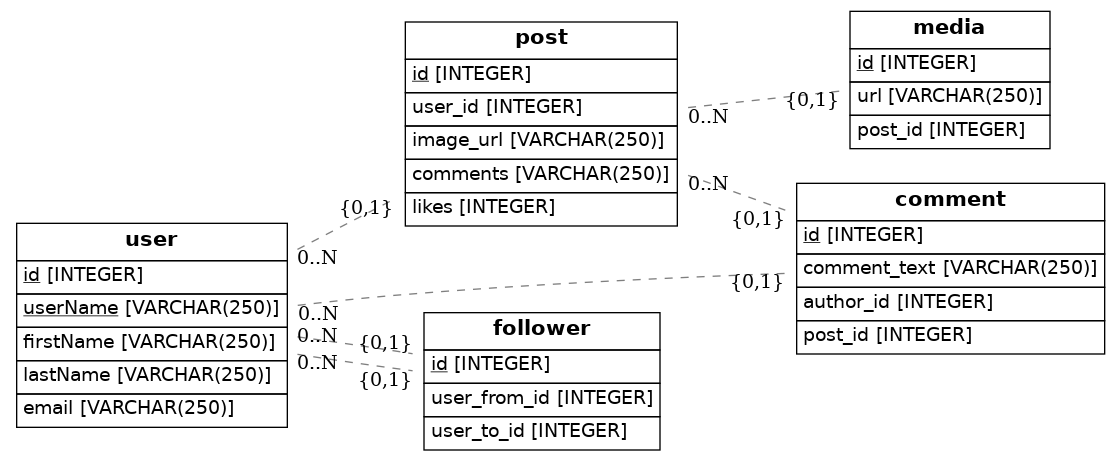 post
id [INTEGER]
user_id [INTEGER]
image_url [VARCHAR(250)]
comments [VARCHAR(250)]
likes [INTEGER]
media
id [INTEGER]
url [VARCHAR(250)]
post_id [INTEGER]
{0,1}
0..N
0..N
{0,1}
comment
id [INTEGER]
comment_text [VARCHAR(250)]
author_id [INTEGER]
post_id [INTEGER]
{0,1}
0..N
user
id [INTEGER]
userName [VARCHAR(250)]
firstName [VARCHAR(250)]
lastName [VARCHAR(250)]
email [VARCHAR(250)]
{0,1}
0..N
0..N
{0,1}
0..N
{0,1}
follower
id [INTEGER]
user_from_id [INTEGER]
user_to_id [INTEGER]